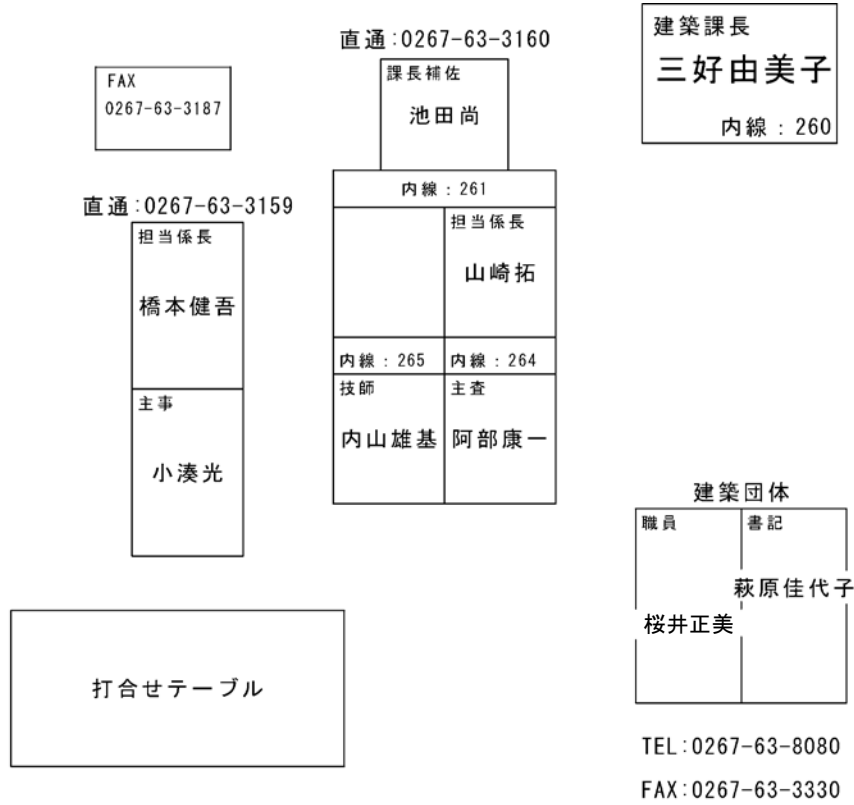 建築課長
三好由美子
内線：260
直通:0267-63-3160
課長補佐
池田尚
内線：261
担当係長
山崎拓
内線：265
内線：264
技師
内山雄基
主査
阿部康一
FAX
0267-63-3187
直通:0267-63-3159
担当係長
橋本健吾
主事
小湊光
打合せテーブル
建築団体
職員
桜井正美
書記
萩原佳代子
TEL:0267-63-8080
FAX:0267-63-3330